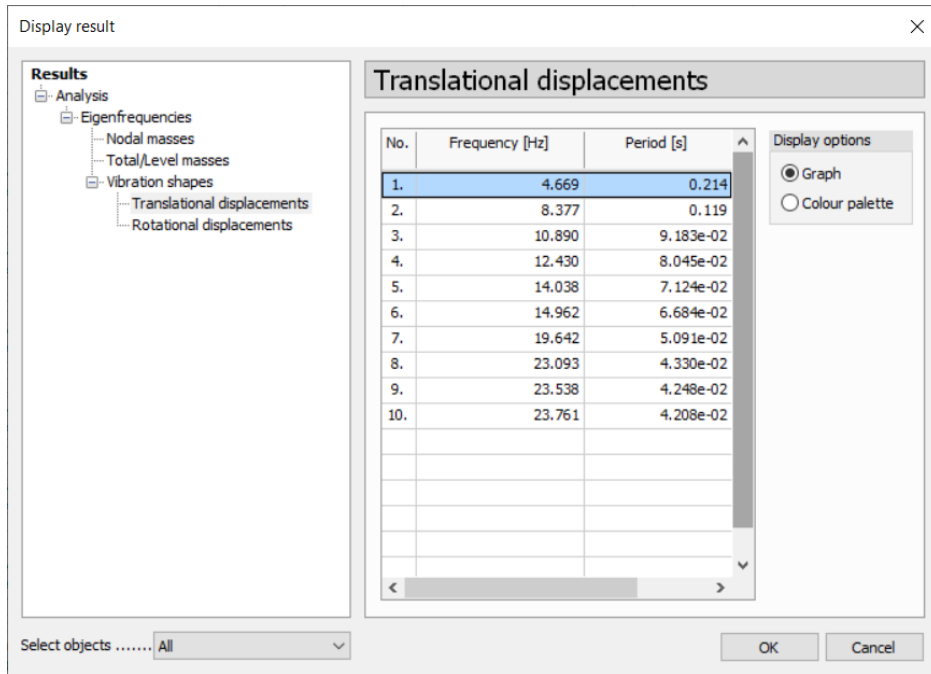 Display result
Results
Analysis
Eigenfrequencies
Nodal masses
Total/Level masses
Vibration shapes
Translational displacements
Rotational displacements
Translational displacements
No. Frequency [Hz] Period [s]
1. 4.669 0.214
2. 8.377 0.119
3. 10.890 9.183e-02
4. 12.430 8.045e-02
5. 14.038 7.124e-02
6. 14.962 6.684e-02
7. 19.642 5.091e-02
8. 23.093 4.330e-02
9. 23.538 4.248e-02
10. 23.761 4.208e-02
Display options
Graph
Colour palette
Select objects ....... All
OK Cancel